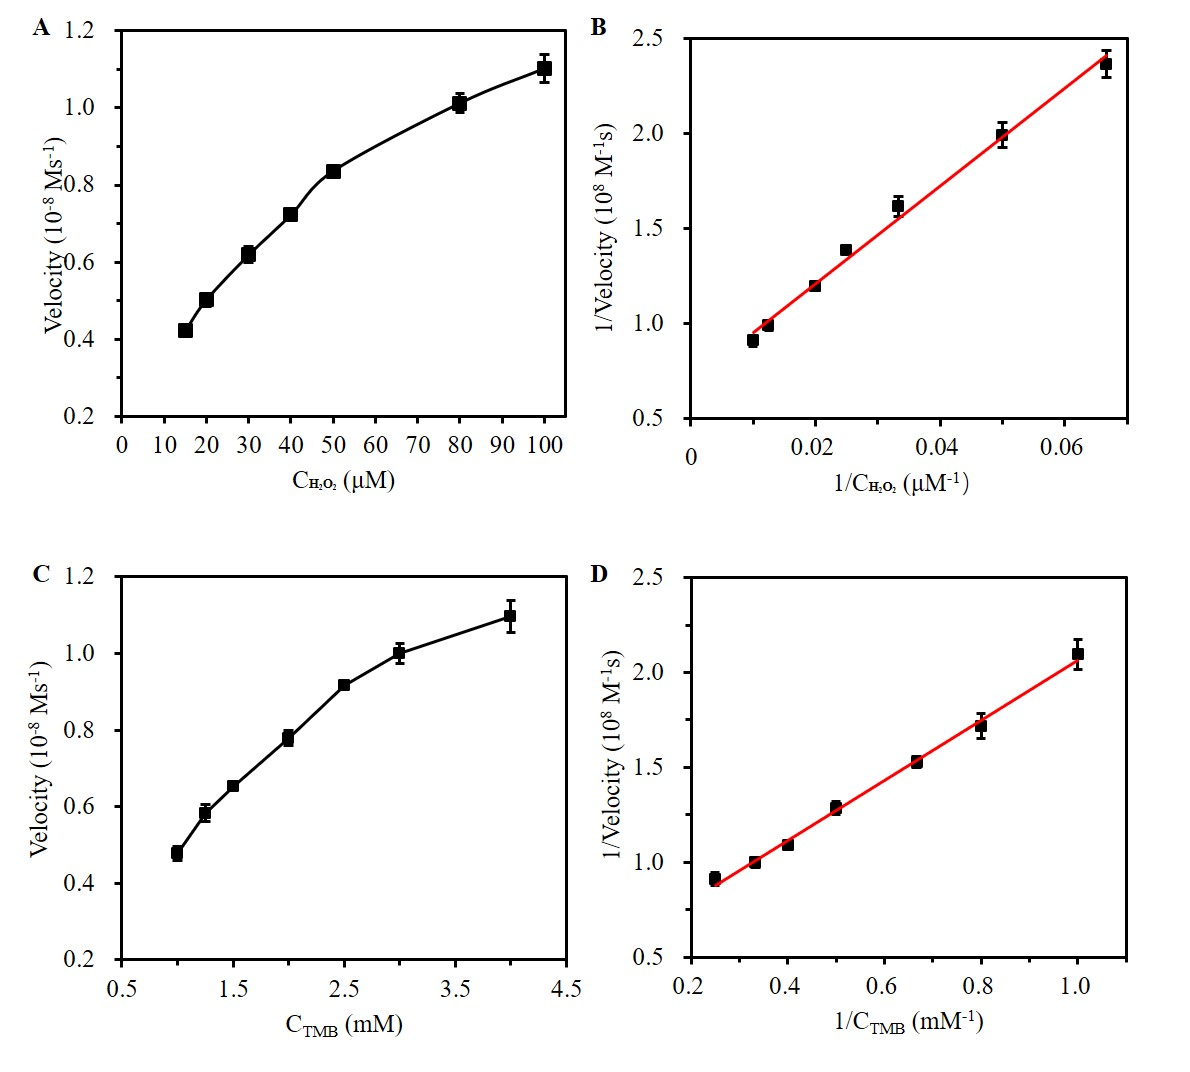 A
1.2
1.0
0.8
0.6
0.4
0.2
Velocity (10⁻⁸ Ms⁻¹)
0 10 20 30 40 50 60 70 80 90 100
C_H₂O₂ (μM)
B
2.5
2.0
1.5
1.0
0.5
1/Velocity (10⁸ M⁻¹s)
0 0.02 0.04 0.06
1/C_H₂O₂ (μM⁻¹)
C
1.2
1.0
0.8
0.6
0.4
0.2
Velocity (10⁻⁸ Ms⁻¹)
0.5 1.5 2.5 3.5 4.5
C_TMB (mM)
D
2.5
2.0
1.5
1.0
0.5
1/Velocity (10⁸ M⁻¹s)
0.2 0.4 0.6 0.8 1.0
1/C_TMB (mM⁻¹)